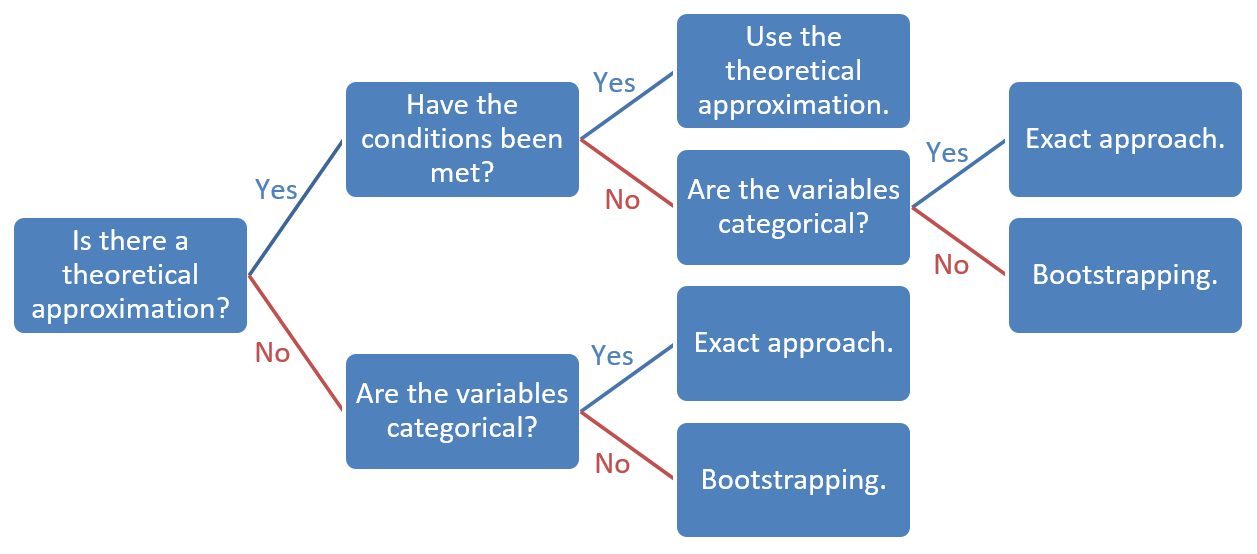 Is there a
theoretical
approximation?
Yes
No
Have the
conditions been
met?
Yes
No
Use the
theoretical
approximation.
Are the variables
categorical?
Yes
No
Exact approach.
Bootstrapping.
Are the variables
categorical?
Yes
No
Exact approach.
Bootstrapping.